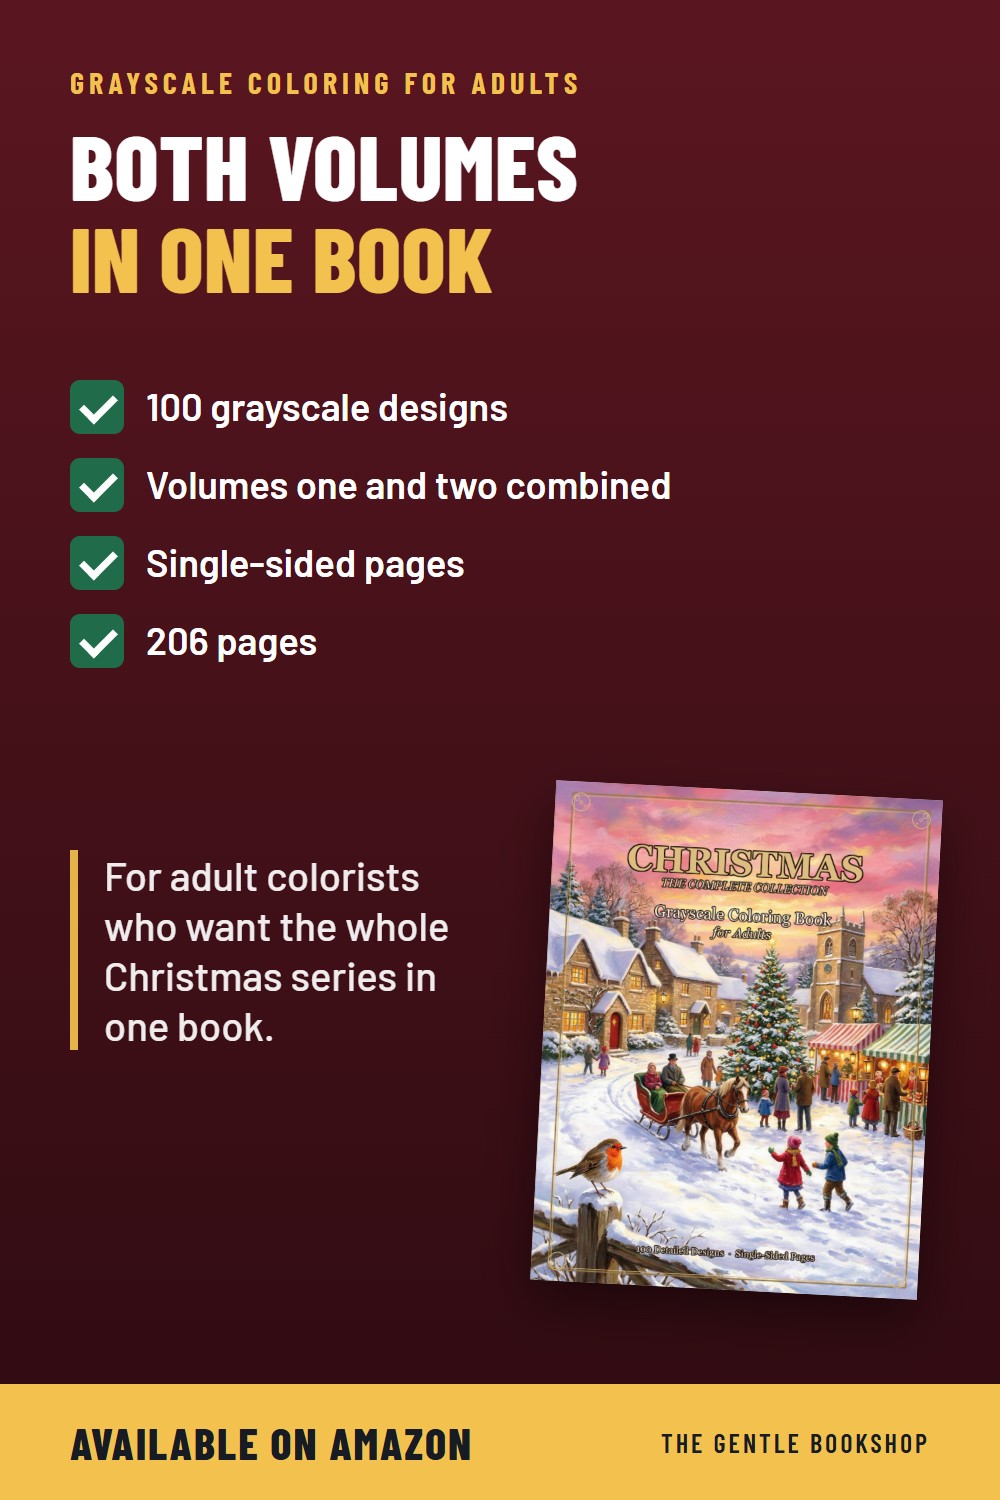 GRAYSCALE COLORING FOR ADULTS
BOTH VOLUMES
IN ONE BOOK
100 grayscale designs
Volumes one and two combined
Single-sided pages
206 pages
For adult colorists
who want the whole
Christmas series in
one book.
CHRISTMAS
THE COMPLETE COLLECTION
Grayscale Coloring Book
for Adults
100 Detailed Designs · Single-Sided Pages
AVAILABLE ON AMAZON
THE GENTLE BOOKSHOP